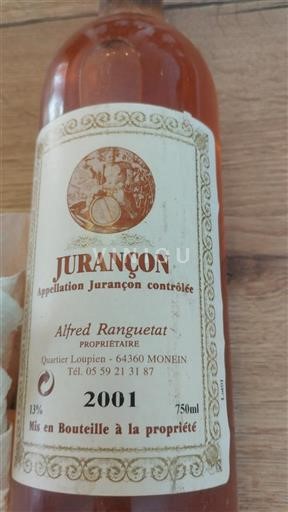 JURANÇON
Appellation Jurançon contrôlée
Alfred Ranguetat
PROPRIÉTAIRE
Quartier Loupien - 64360 MONEIN
Tél. 05 59 21 31 87
13%
2001
750ml
Mis en Bouteille à la propriété